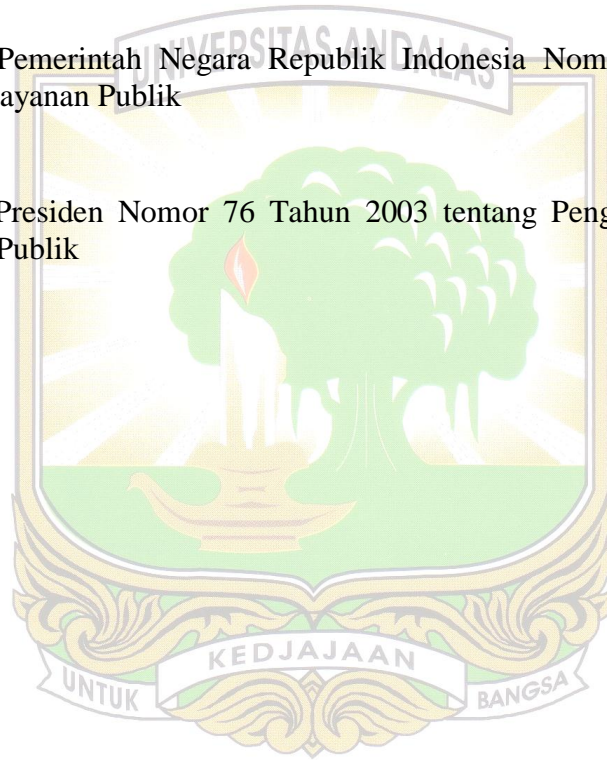 UNIVERSITAS ANDALAS
Pemerintah Negara Republik Indonesia Nom
ayanan Publik
Presiden Nomor 76 Tahun 2003 tentang Peng
Publik
KEDJAJAAN
UNTUK BANGSA